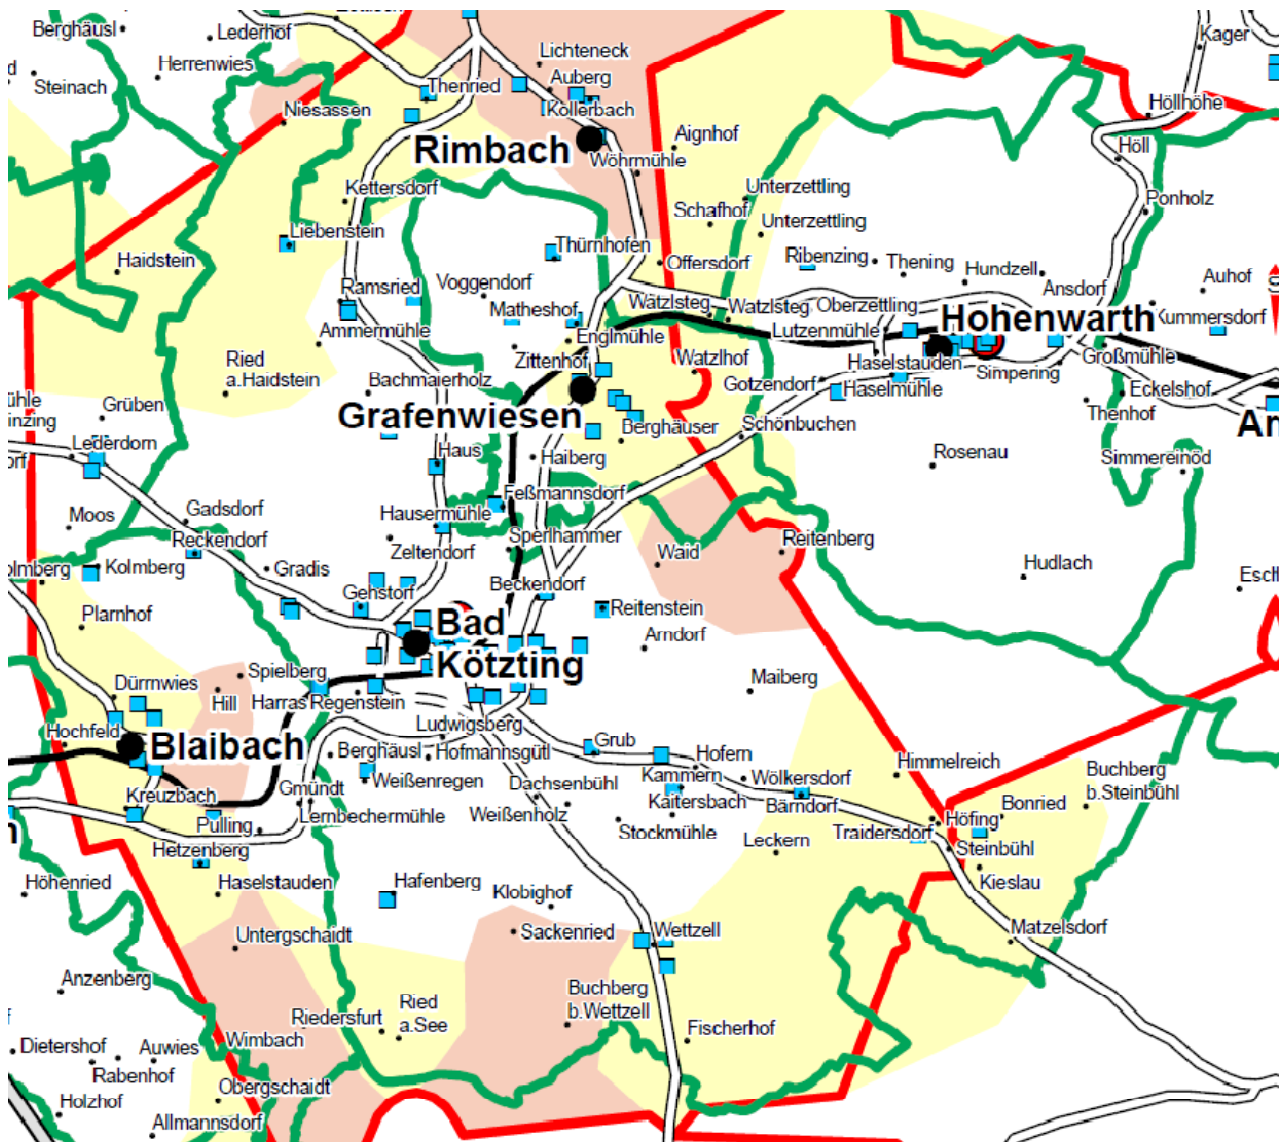 Berghäusl
Lederhof
Herrenwies
Steinach
Niesassen
Thenried
Lichteneck
Auberg
Kollerbach
Rimbach
Wöhrmühle
Aignhof
Kager
Höllhöhe
Höll
Ponholz
Kettersdorf
Liebenstein
Haidstein
Thürnhofen
Schafhof
Unterzettling
Unterzettling
Offersdorf
Ribenzing
Thening
Hundzell
Ansdorf
Auhof
Kummersdorf
Ramsried
Voggendorf
Matheshof
Ammermühle
Englmühle
Wätzlsteg
Watzlsteg
Oberzettling
Lutzenmühle
Hohenwarth
Ried
a.Haidstein
Zittenhof
Watzlhof
Haselstauden
Simpering
Großmühle
Bachmaierholz
Gotzendorf
Haselmühle
Eckelshof
Thenhof
Grafenwiesen
Grüben
Berghäuser
Schönbuchen
Lederdorn
Haus
Haiberg
Rosenau
Simmereinöd
Moos
Gadsdorf
Feßmannsdorf
Hausermühle
Reckendorf
Sperlhammer
Zeltendorf
Waid
Reitenberg
Kolmberg
Gradis
Gehstorf
Beckendorf
Hudlach
Plarnhof
Reitenstein
Arndorf
Bad
Kötzting
Spielberg
Dürrnwies
Hill
Harras
Regenstein
Maiberg
Hochfeld
Blaibach
Ludwigsberg
Berghäusl
Hofmannsgütl
Grub
Hofern
Himmelreich
Buchberg
b.Steinbühl
Gmündt
Weißenregen
Dachsenbühl
Kammern
Wölkersdorf
Kreuzbach
Kaitersbach
Bärndorf
Bonried
Pulling
Lernbechermühle
Weißenholz
Stockmühle
Traidersdorf
Höfing
Hetzenberg
Leckern
Steinbühl
Höhenried
Haselstauden
Hafenberg
Klobighof
Kieslau
Untergschaidt
Sackenried
Wettzell
Matzelsdorf
Anzenberg
Buchberg
b.Wettzell
Ried
a.See
Riedersfurt
Fischerhof
Dietershof
Auwies
Wimbach
Rabenhof
Obergschaidt
Holzhof
Allmannsdorf